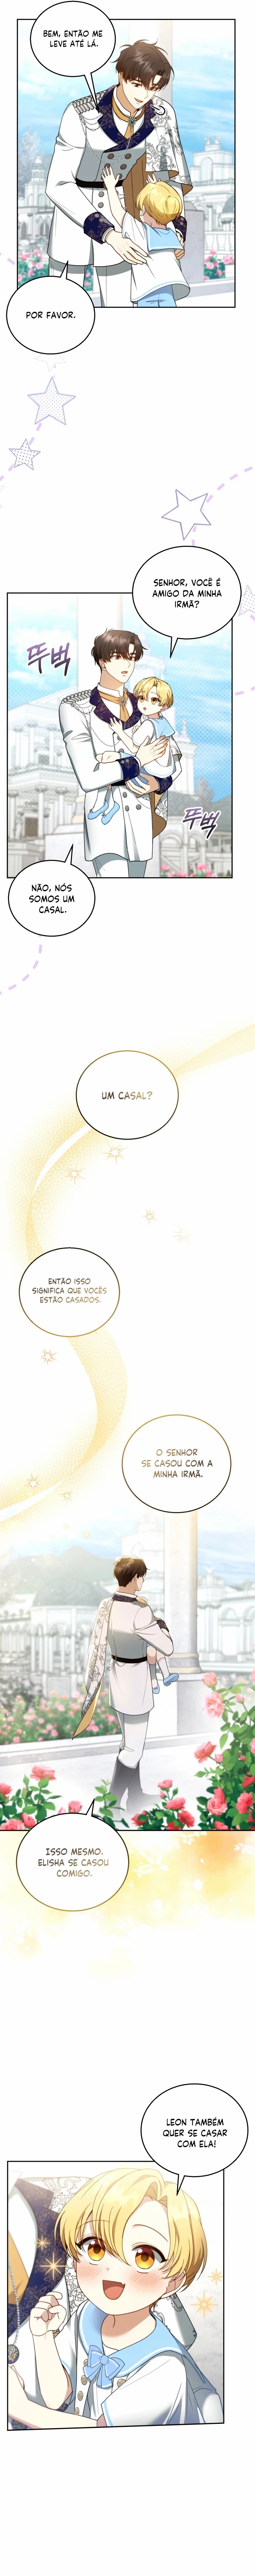 BEM, ENTÃO ME
LEVE ATÉ LÁ.
POR FAVOR.
SENHOR, VOCÊ É
AMIGO DA MINHA
IRMÃ?
뚜벅
뚜벅
NÃO, NÓS
SOMOS UM
CASAL.
UM CASAL?
ENTÃO ISSO
SIGNIFICA QUE VOCÊS
ESTÃO CASADOS.
O SENHOR
SE CASOU COM A
MINHA IRMÃ.
ISSO MESMO.
ELISHA SE CASOU
COMIGO.
LEON TAMBÉM
QUER SE CASAR
COM ELA!